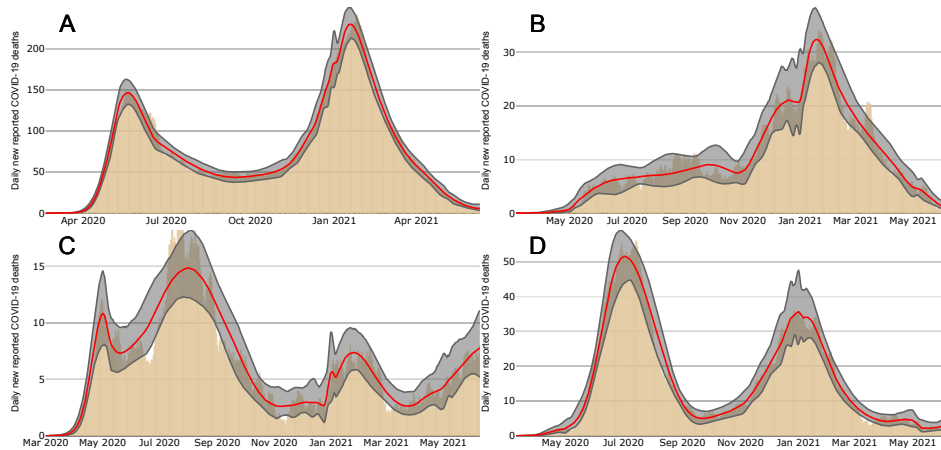 A
Daily new reported COVID-19 deaths
200
150
100
50
0
Apr 2020 Jul 2020 Oct 2020 Jan 2021 Apr 2021
B
Daily new reported COVID-19 deaths
30
20
10
0
May 2020 Jul 2020 Sep 2020 Nov 2020 Jan 2021 Mar 2021 May 2021
C
Daily new reported COVID-19 deaths
15
10
5
0
Mar 2020 May 2020 Jul 2020 Sep 2020 Nov 2020 Jan 2021 Mar 2021 May 2021
D
Daily new reported COVID-19 deaths
50
40
30
20
10
0
May 2020 Jul 2020 Sep 2020 Nov 2020 Jan 2021 Mar 2021 May 2021